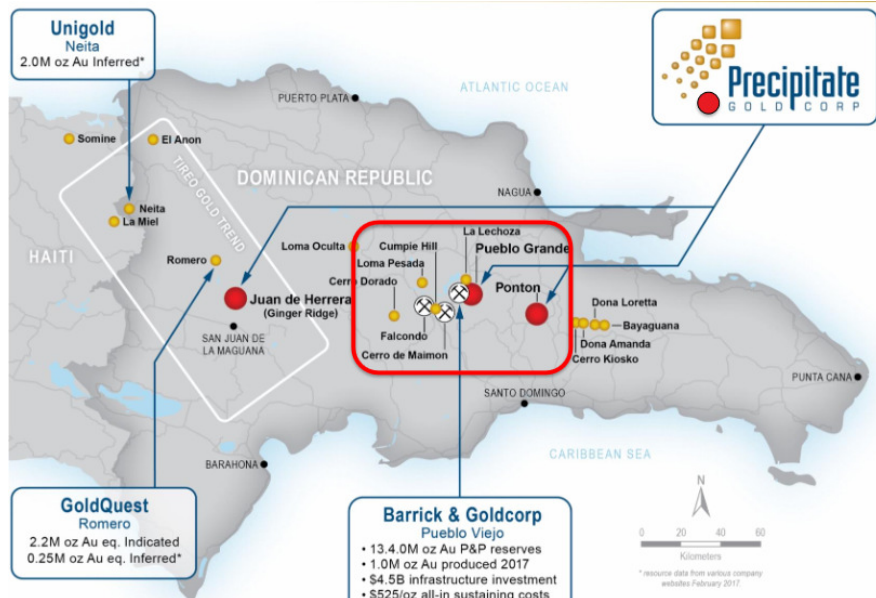 Unigold
Neita
2.0M oz Au Inferred*
Precipitate
GOLD CORP
ATLANTIC OCEAN
PUERTO PLATA
Somine
El Anon
TIREO GOLD TREND
DOMINICAN REPUBLIC
NAGUA
Neita
La Miel
HAITI
Romero
Loma Oculta
Cumpie Hill
La Lechoza
Loma Pesada
Pueblo Grande
Cerro Dorado
Ponton
Juan de Herrera
(Ginger Ridge)
Dona Loretta
Bayaguana
Falcondo
Dona Amanda
SAN JUAN DE
LA MAGUANA
Cerro de Maimon
Cerro Kiosko
PUNTA CANA
SANTO DOMINGO
BARAHONA
CARIBBEAN SEA
GoldQuest
Romero
2.2M oz Au eq. Indicated
0.25M oz Au eq. Inferred*
Barrick & Goldcorp
Pueblo Viejo
• 13.4.0M oz Au P&P reserves
• 1.0M oz Au produced 2017
• $4.5B infrastructure investment
• $525/oz all-in sustaining costs
N
0 20 40 60
Kilometers
* resource data from various company
websites February 2017.